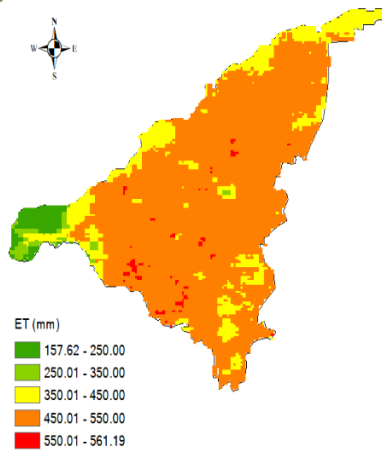 N
W E
S
ET (mm)
157.62 - 250.00
250.01 - 350.00
350.01 - 450.00
450.01 - 550.00
550.01 - 561.19